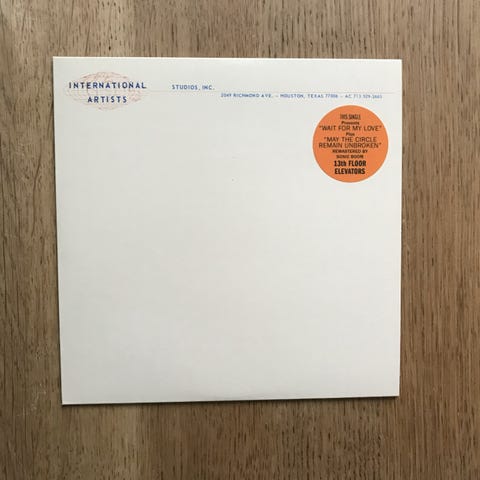 INTERNATIONAL
ARTISTS
STUDIOS, INC.
2049 RICHMOND AVE. – HOUSTON, TEXAS 77006 – AC 713 529-2603
THIS SINGLE
Presents
"WAIT FOR MY LOVE"
Plus
"MAY THE CIRCLE
REMAIN UNBROKEN"
REMASTERED BY
SONIC BOOM
13th FLOOR
ELEVATORS